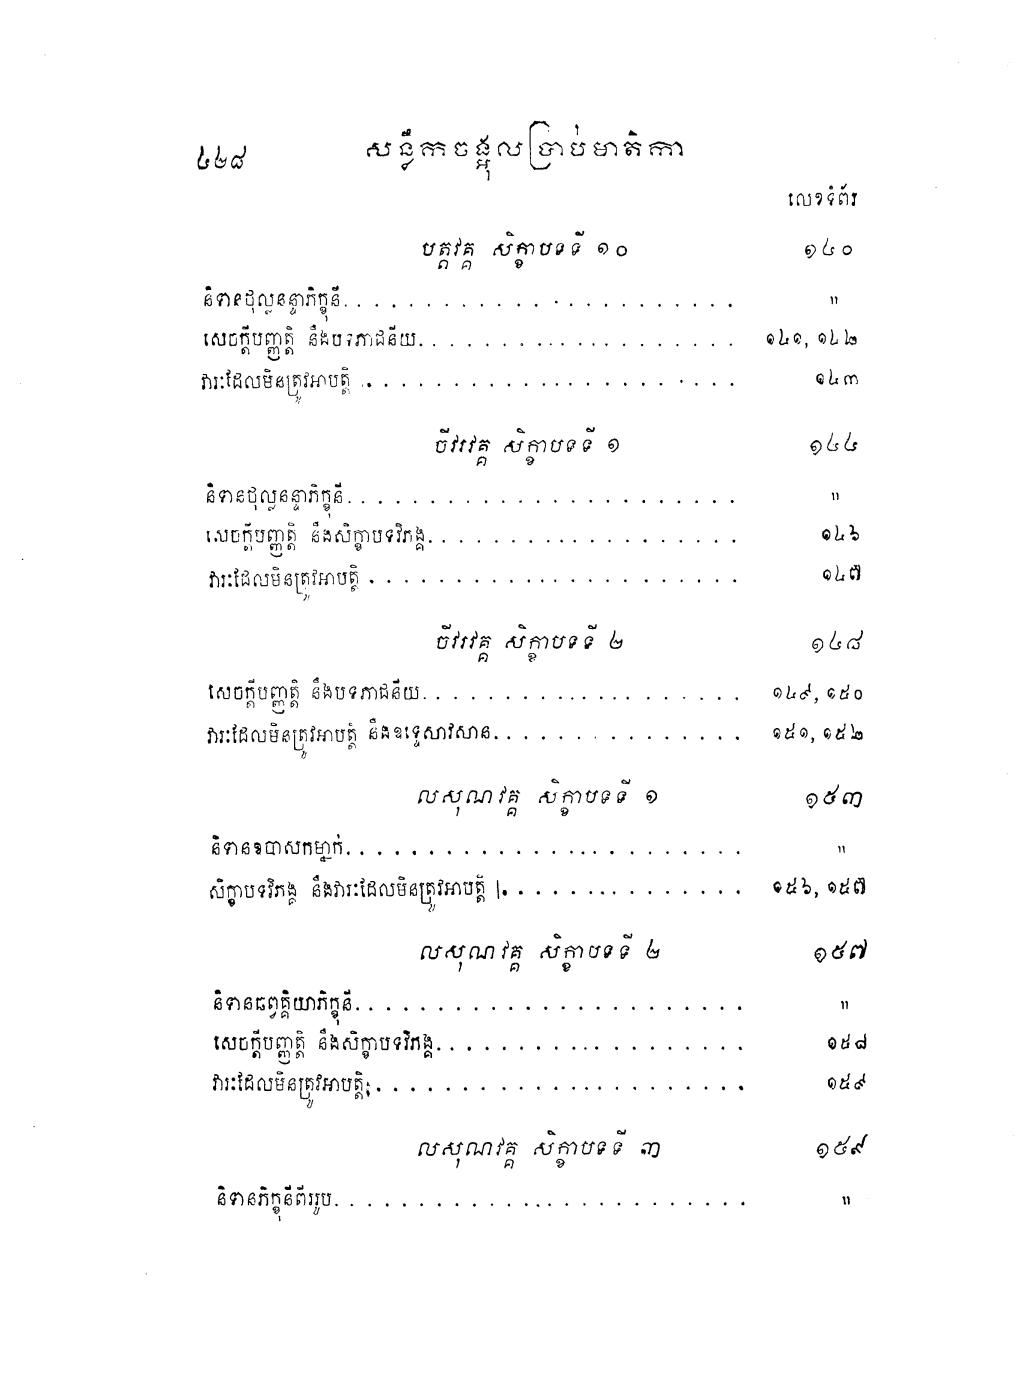 ៤២៨ សន្លឹកចង្អុលប្រាប់មាតិកា
លេខទំព័រ
បត្តវគ្គ សិក្ខាបទទី ១០ ១៤០
និទានថុល្លនន្ទាភិក្ខុនី. . . . . . . . . . . . . . . . . . . . . . . . "
សេចក្តីបញ្ញត្តិ នឹងបទភាជនីយ. . . . . . . . . . . . . . . . . . . . ១៤១, ១៤២
វារៈដែលមិនត្រូវអាបត្តិ . . . . . . . . . . . . . . . . . . . . . . . ១៤៣
ចីវរវគ្គ សិក្ខាបទទី ១ ១៤៤
និទានថុល្លនន្ទាភិក្ខុនី. . . . . . . . . . . . . . . . . . . . . . . . "
សេចក្តីបញ្ញត្តិ នឹងសិក្ខាបទវិភង្គ. . . . . . . . . . . . . . . . . . . ១៤៦
វារៈដែលមិនត្រូវអាបត្តិ . . . . . . . . . . . . . . . . . . . . . . . ១៤៧
ចីវរវគ្គ សិក្ខាបទទី ២ ១៤៨
សេចក្តីបញ្ញត្តិ នឹងបទភាជនីយ. . . . . . . . . . . . . . . . . . . . ១៤៩, ១៥០
វារៈដែលមិនត្រូវអាបត្តិ នឹងឧទ្ទេសាវសាន. . . . . . . . . . . . . . . ១៥១, ១៥២
លសុណវគ្គ សិក្ខាបទទី ១ ១៥៣
និទានឧបាសកម្នាក់. . . . . . . . . . . . . . . . . . . . . . . . "
សិក្ខាបទវិភង្គ នឹងវារៈដែលមិនត្រូវអាបត្តិ . . . . . . . . . . . . . . . ១៥៦, ១៥៧
លសុណវគ្គ សិក្ខាបទទី ២ ១៥៧
និទានឆព្វគ្គិយាភិក្ខុនី. . . . . . . . . . . . . . . . . . . . . . . . "
សេចក្តីបញ្ញត្តិ នឹងសិក្ខាបទវិភង្គ. . . . . . . . . . . . . . . . . . . ១៥៨
វារៈដែលមិនត្រូវអាបត្តិ. . . . . . . . . . . . . . . . . . . . . . . ១៥៩
លសុណវគ្គ សិក្ខាបទទី ៣ ១៥៩
និទានភិក្ខុនីពីររូប. . . . . . . . . . . . . . . . . . . . . . . . . "